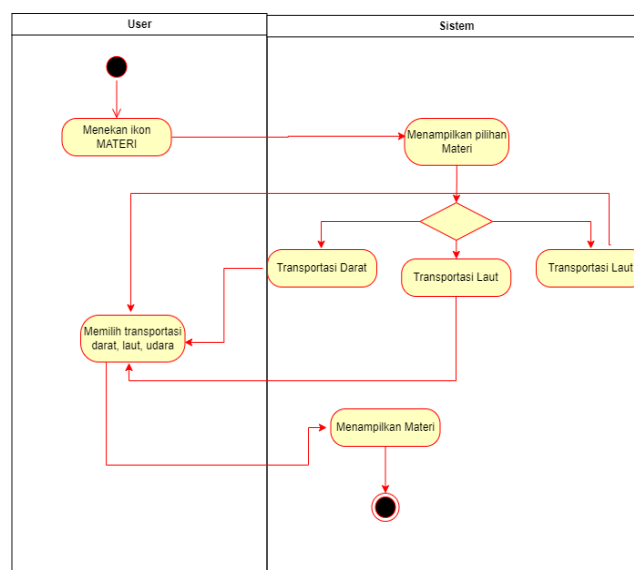 User
Sistem
Menekan ikon
MATERI
Menampilkan pilihan
Materi
Transportasi Darat
Transportasi Laut
Transportasi Laut
Memilih transportasi
darat, laut, udara
Menampilkan Materi